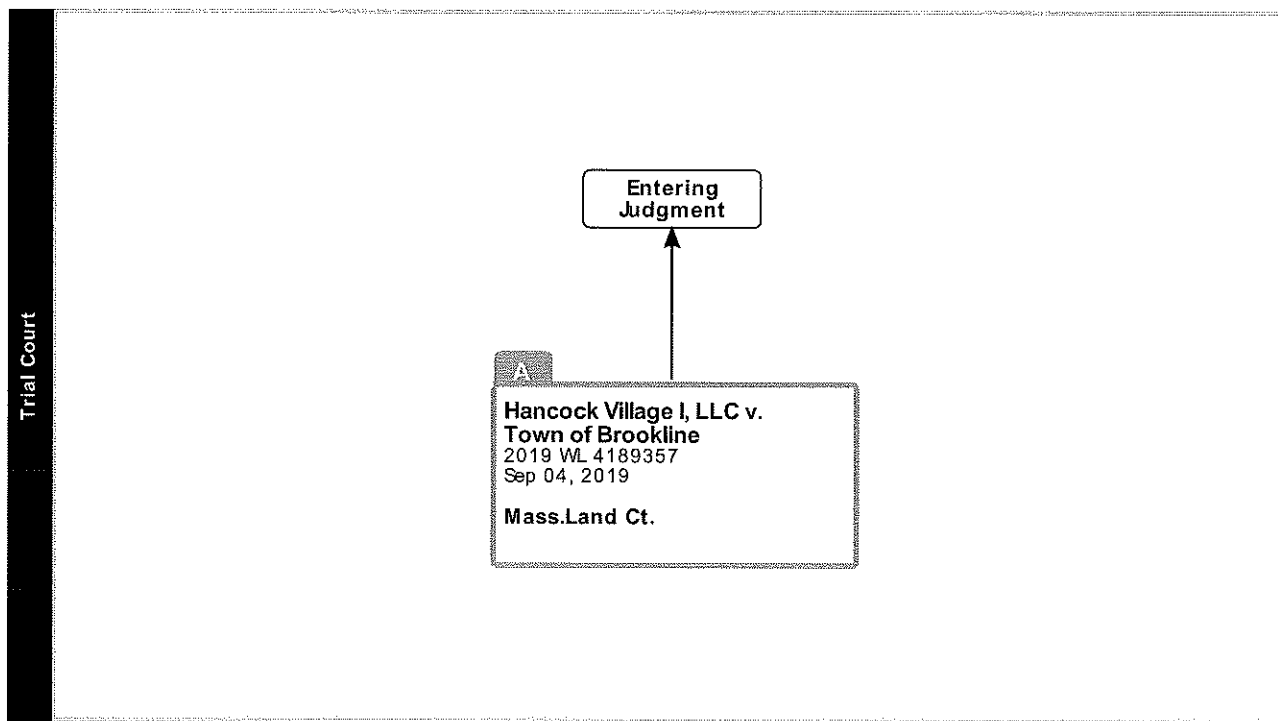 Trial Court
Entering
Judgment
A
Hancock Village I, LLC v.
Town of Brookline
2019 WL 4189357
Sep 04, 2019
Mass.Land Ct.